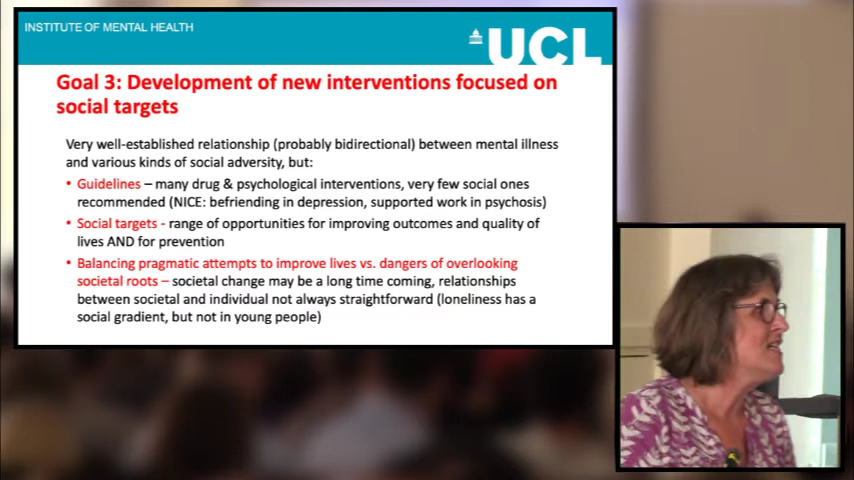 INSTITUTE OF MENTAL HEALTH
UCL
Goal 3: Development of new interventions focused on
social targets
Very well-established relationship (probably bidirectional) between mental illness
and various kinds of social adversity, but:
• Guidelines – many drug & psychological interventions, very few social ones
recommended (NICE: befriending in depression, supported work in psychosis)
• Social targets - range of opportunities for improving outcomes and quality of
lives AND for prevention
• Balancing pragmatic attempts to improve lives vs. dangers of overlooking
societal roots – societal change may be a long time coming, relationships
between societal and individual not always straightforward (loneliness has a
social gradient, but not in young people)